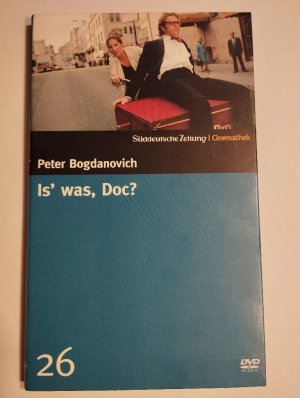 Süddeutsche Zeitung | Cinemathek
Peter Bogdanovich
Is' was, Doc?
26
DVD
VIDEO